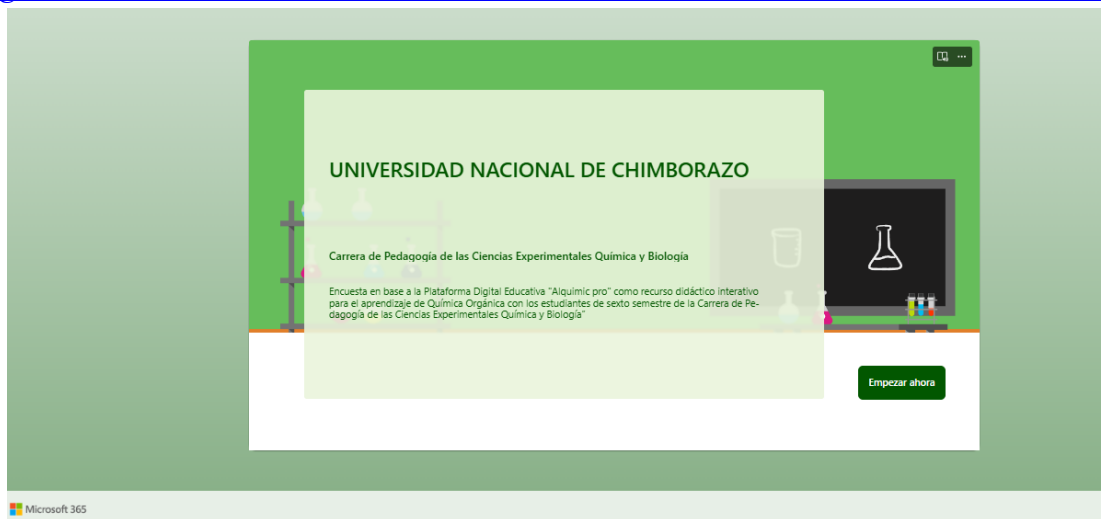 UNIVERSIDAD NACIONAL DE CHIMBORAZO
Carrera de Pedagogía de las Ciencias Experimentales Química y Biología
Encuesta en base a la Plataforma Digital Educativa "Alquimic pro" como recurso didáctico interativo
para el aprendizaje de Química Orgánica con los estudiantes de sexto semestre de la Carrera de Pe-
dagogía de las Ciencias Experimentales Química y Biología"
Empezar ahora
Microsoft 365